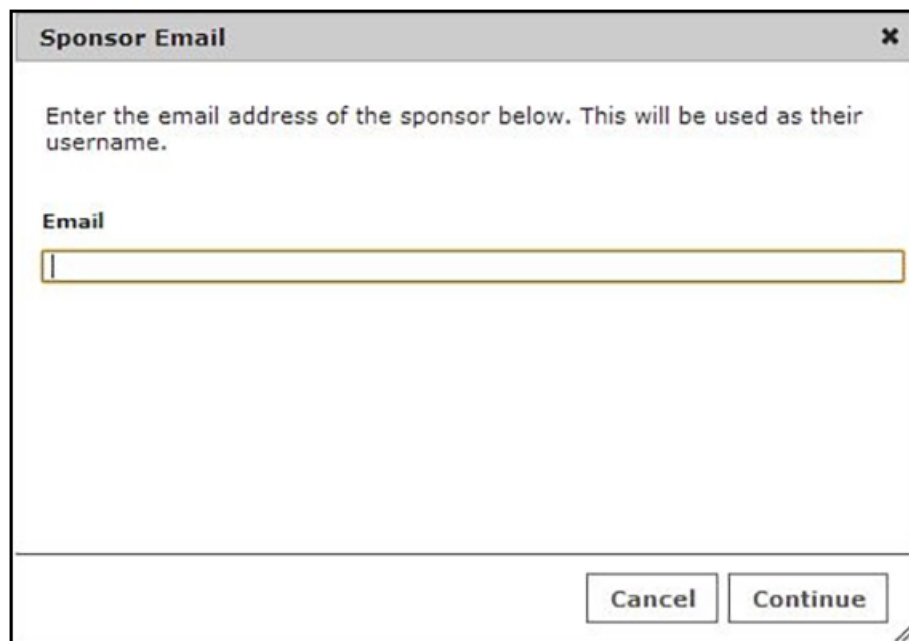 Sponsor Email
Enter the email address of the sponsor below. This will be used as their
username.
Email
Cancel
Continue